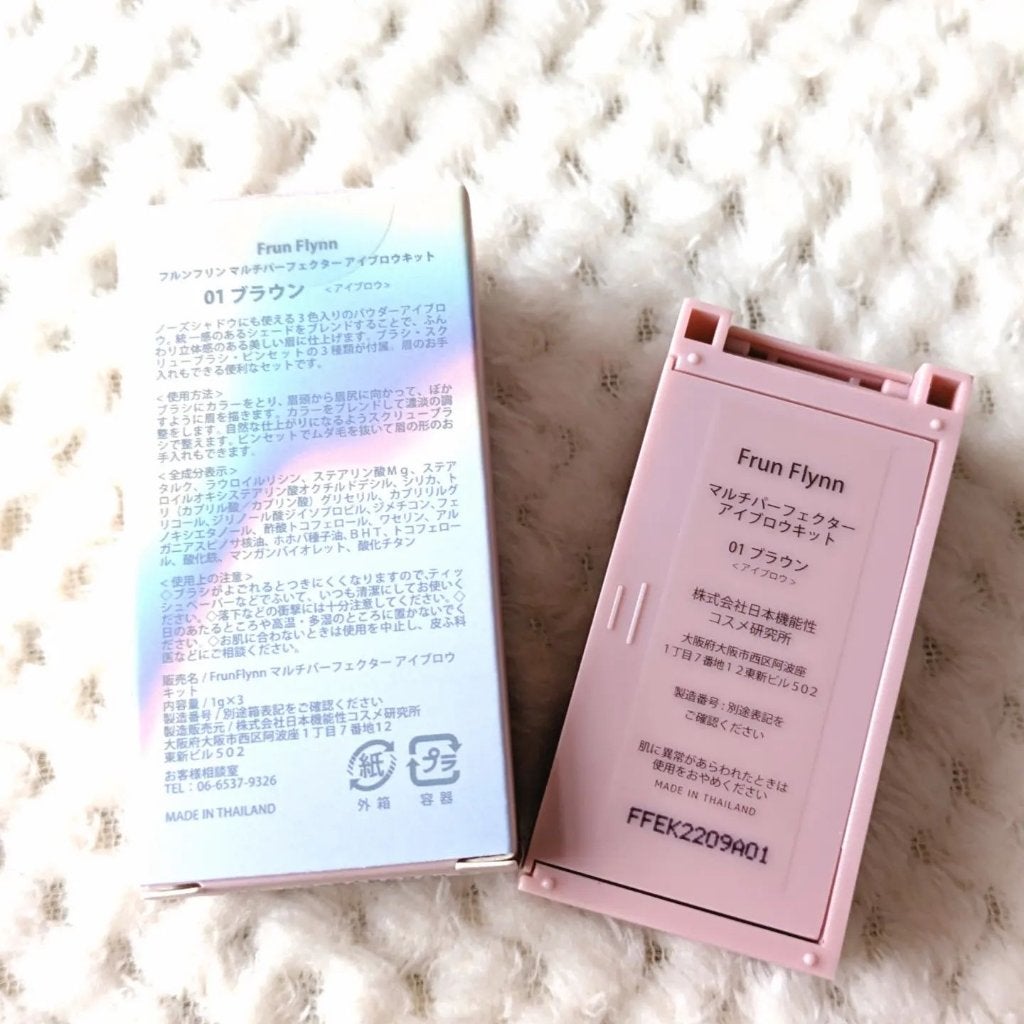 Frun Flynn
フルンフリン マルチパーフェクター アイブロウキット
01 ブラウン <アイブロウ>
ノーズシャドウにも使える3色入りのパウダーアイブロ
ウ。統一感のあるシェードをブレンドすることで、ふん
わり立体感のある美しい眉に仕上げます。ブラシ・スク
リューブラシ・ピンセットの3種類が付属。眉のお手
入れもできる便利なセットです。
<使用方法>
ブラシにカラーをとり、眉頭から眉尻に向かって、ぼか
すように眉を描きます。カラーをブレンドして濃淡の調
整をします。自然な仕上がりになるようスクリューブラ
シで整えます。ピンセットでムダ毛を抜いて眉の形のお
手入れもできます。
<全成分表示>
タルク、ラウロイルリシン、ステアリン酸Mg、ステア
ロイルオキシステアリン酸オクチルドデシル、シリカ、ト
リ(カプリル酸/カプリン酸)グリセリル、カプリリルグ
リコール、ジリノール酸ジイソプロピル、ジメチコン、フェ
ノキシエタノール、酢酸トコフェロール、ワセリン、アル
ガニアスピノサ核油、ホホバ種子油、BHT、トコフェロー
ル、酸化鉄、マンガンバイオレット、酸化チタン
<使用上の注意>
◇ブラシがよごれるとつきにくくなりますので、ティッ
シュペーパーなどでふいて、いつも清潔にしてお使いく
ださい。◇落下などの衝撃には十分注意してください。◇
日のあたるところや高温・多湿のところに置かないでく
ださい。◇お肌に合わないときは使用を中止し、皮ふ科
医などにご相談ください。
販売名/FrunFlynn マルチパーフェクター アイブロウ
キット
内容量/1g×3
製造番号/別途箱表記をご確認ください
製造販売元/株式会社日本機能性コスメ研究所
大阪府大阪市西区阿波座1丁目7番地12
東新ビル502
お客様相談室
TEL:06-6537-9326
MADE IN THAILAND
紙
外箱
プラ
容器
Frun Flynn
マルチパーフェクター
アイブロウキット
01 ブラウン
<アイブロウ>
株式会社日本機能性
コスメ研究所
大阪府大阪市西区阿波座
1丁目7番地12東新ビル502
製造番号:別途表記を
ご確認ください
肌に異常があらわれたときは
使用をおやめください
MADE IN THAILAND
FFEK2209A01